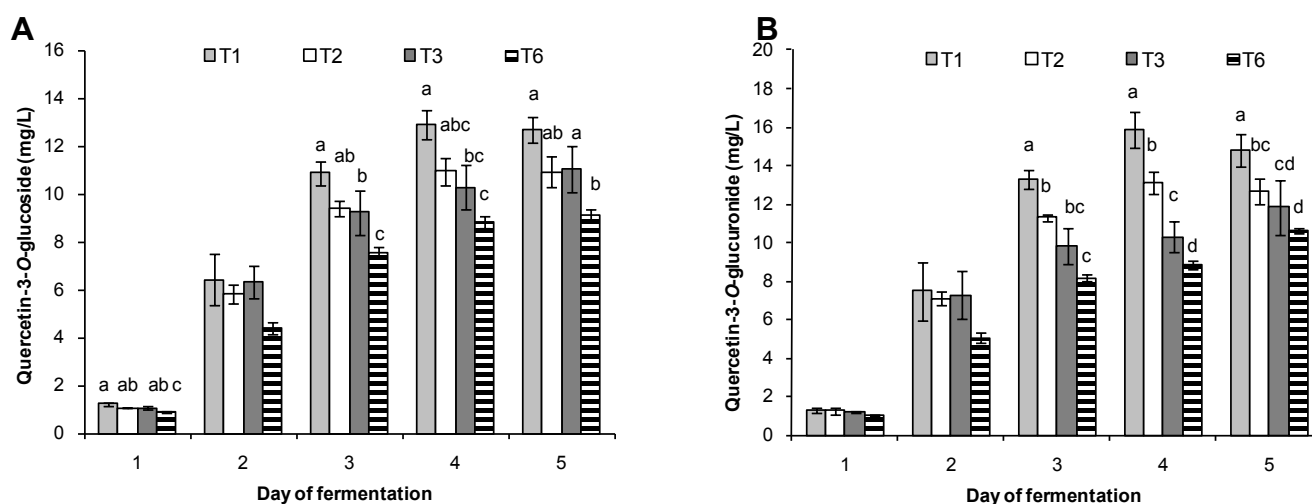 A
T1 T2 T3 T6
Quercetin-3-O-glucoside (mg/L)
16
14
12
10
8
6
4
2
0
a ab ab c
a ab b c
a abc bc c
a ab a b
1 2 3 4 5
Day of fermentation
B
T1 T2 T3 T6
Quercetin-3-O-glucuronide (mg/L)
20
18
16
14
12
10
8
6
4
2
0
a b bc c
a b c d
a bc cd d
1 2 3 4 5
Day of fermentation